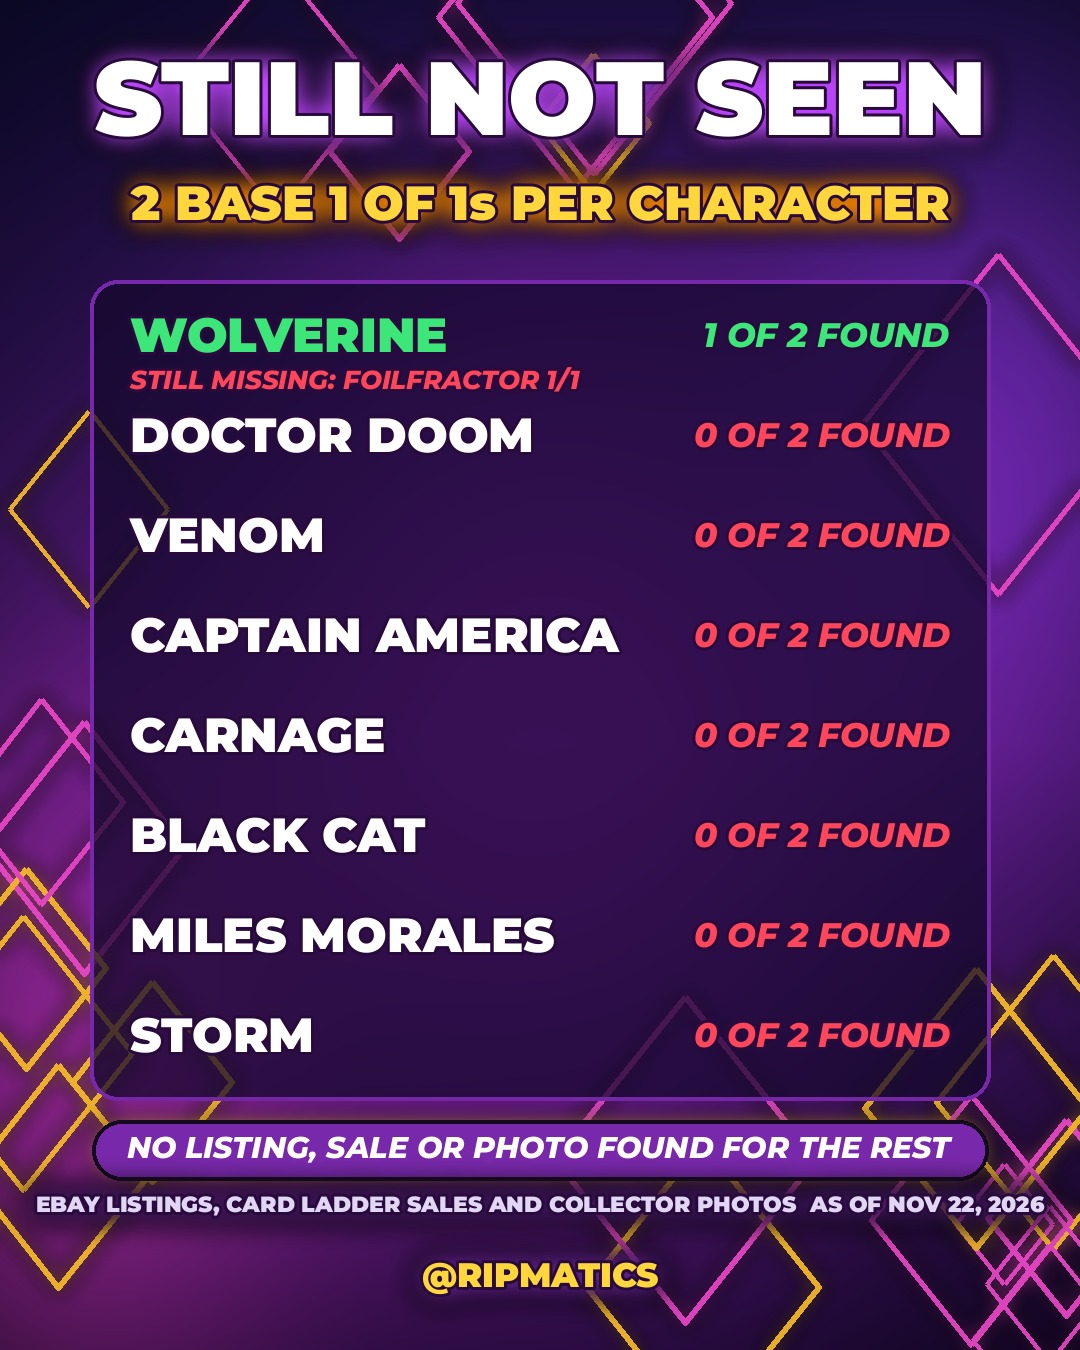 STILL NOT SEEN
2 BASE 1 OF 1s PER CHARACTER
WOLVERINE 1 OF 2 FOUND
STILL MISSING: FOILFRACTOR 1/1
DOCTOR DOOM 0 OF 2 FOUND
VENOM 0 OF 2 FOUND
CAPTAIN AMERICA 0 OF 2 FOUND
CARNAGE 0 OF 2 FOUND
BLACK CAT 0 OF 2 FOUND
MILES MORALES 0 OF 2 FOUND
STORM 0 OF 2 FOUND
NO LISTING, SALE OR PHOTO FOUND FOR THE REST
EBAY LISTINGS, CARD LADDER SALES AND COLLECTOR PHOTOS AS OF NOV 22, 2026
@RIPMATICS